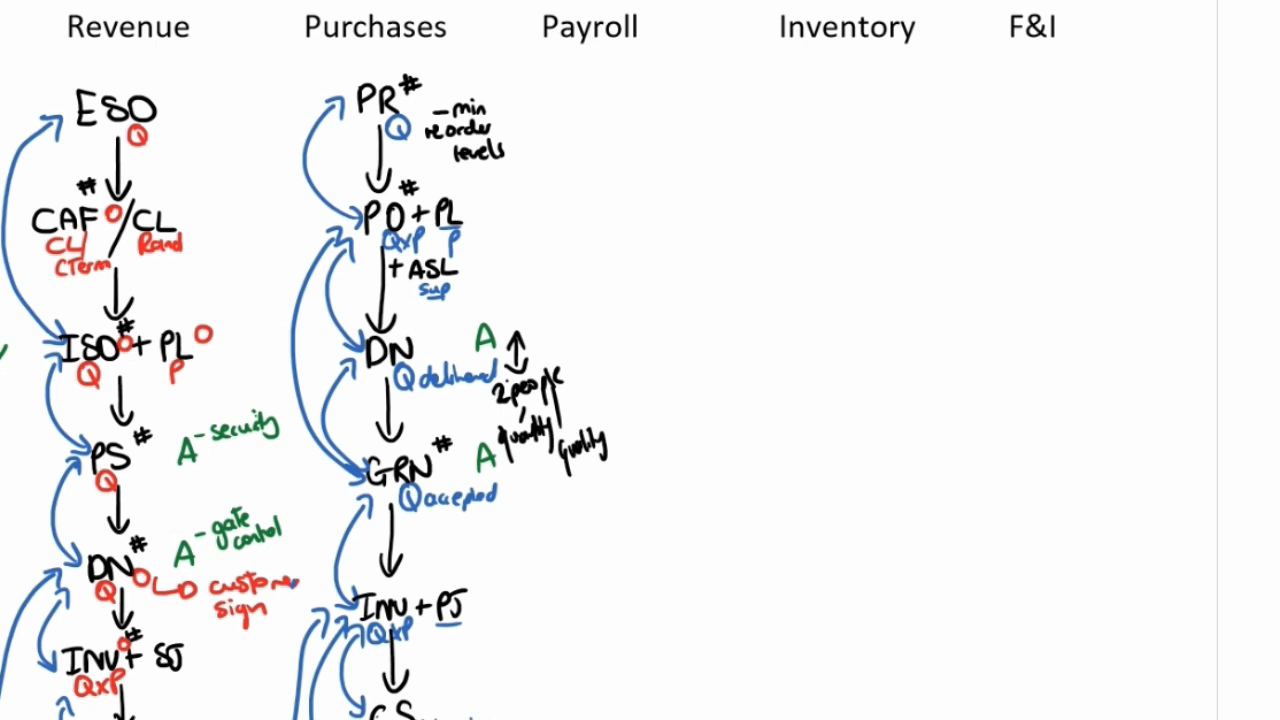 Revenue Purchases Payroll Inventory F&I
ESO
Q
#
CAF O / CL
CL/ Rand
CTerm
#
ISO O + PL O
Q P
PS #
Q
A - security
DN #
Q O
A - gate control
customer sign
#
INV O + SJ
QxP
PR #
Q
- min
reorder
levels
#
PO + PL
QxP P
+ ASL
sup
DN
Q delivered
A
2 people
quantity
quality
GRN #
Q accepted
A
INV + PJ
QxP
CS